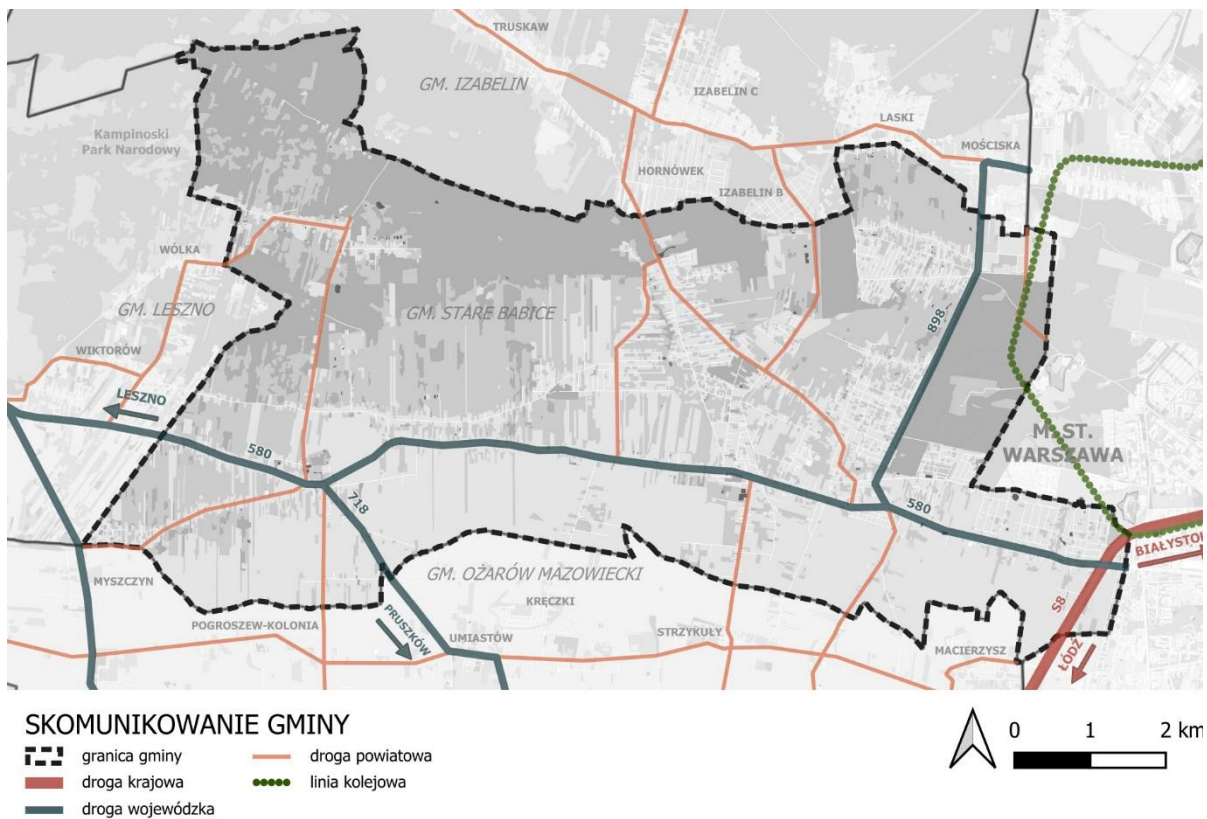 TRUSKAW
GM. IZABELIN
IZABELIN C
LASKI
Kampinoski
Park Narodowy
MOŚCISKA
HORNÓWEK
IZABELIN B
WÓLKA
GM. LESZNO
GM. STARE BABICE
898
WIKTORÓW
LESZNO
M. ST.
WARSZAWA
580
718
580
BIAŁYSTOK
MYSZCZYN
GM. OŻARÓW MAZOWIECKI
KRĘCZKI
S8
POGROSZEW-KOLONIA
PRUSZKÓW
UMIASTÓW
STRZYKUŁY
MACIERZYSZ
ŁÓDŹ
SKOMUNIKOWANIE GMINY
granica gminy
droga krajowa
droga wojewódzka
droga powiatowa
linia kolejowa
0 1 2 km